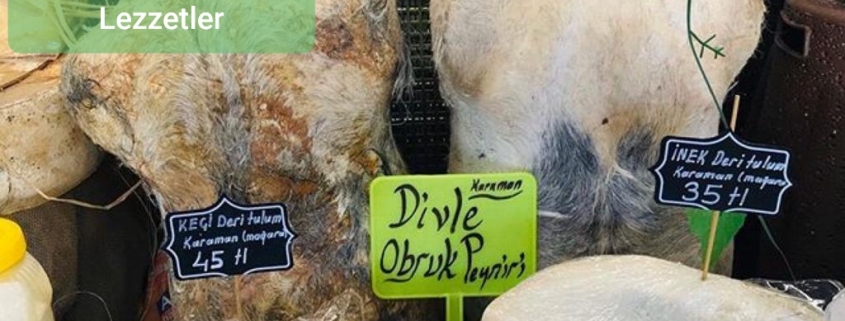 Lezzetler
KEÇİ Deri tulum
Karaman (mağara)
45 tl
Karaman
Divle
Obruk Peyniri
İNEK Deri tulum
Karaman (mağara
35 tl